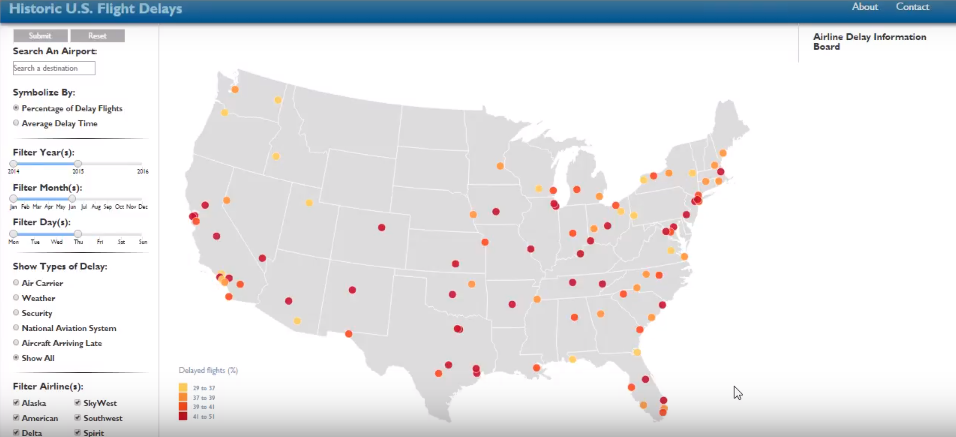 Historic U.S. Flight Delays
About Contact
Submit Reset
Search An Airport:
Search a destination
Symbolize By:
Percentage of Delay Flights
Average Delay Time
Filter Year(s):
2014 2015 2016
Filter Month(s):
Jan Feb Mar Apr May Jun Jul Aug Sep Oct Nov Dec
Filter Day(s):
Mon Tue Wed Thu Fri Sat Sun
Show Types of Delay:
Air Carrier
Weather
Security
National Aviation System
Aircraft Arriving Late
Show All
Filter Airline(s):
Alaska SkyWest
American Southwest
Delta Spirit
Airline Delay Information
Board
Delayed flights (%)
29 to 37
37 to 39
39 to 41
41 to 51